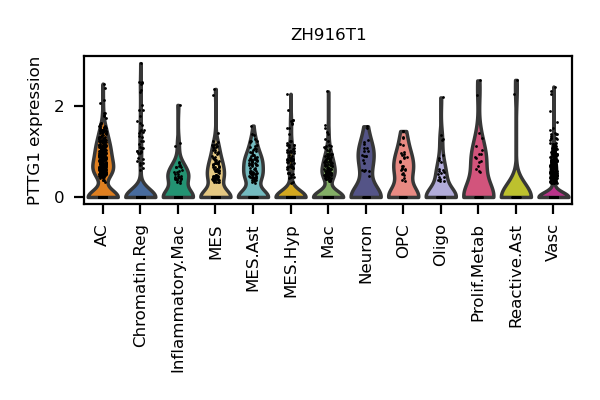 ZH916T1
PTTG1 expression
2
0
AC
Chromatin.Reg
Inflammatory.Mac
MES
MES.Ast
MES.Hyp
Mac
Neuron
OPC
Oligo
Prolif.Metab
Reactive.Ast
Vasc